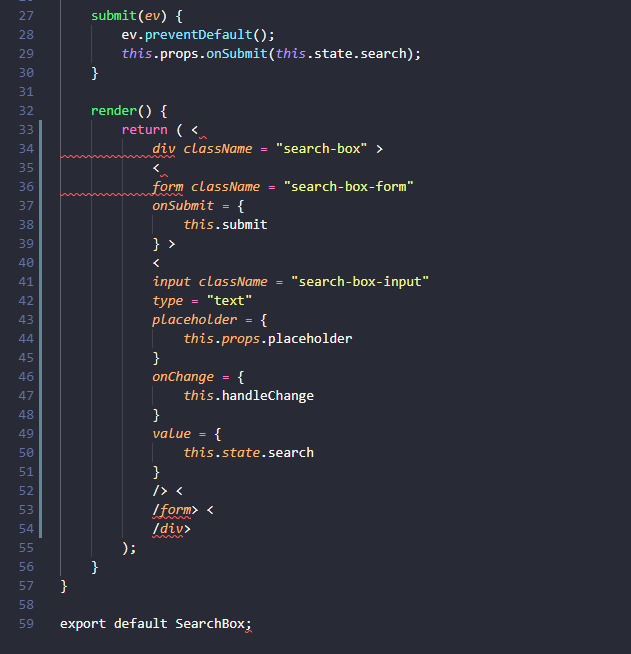 27 submit(ev) {
28 ev.preventDefault();
29 this.props.onSubmit(this.state.search);
30 }
31
32 render() {
33 return ( <
34 div className = "search-box" >
35 <
36 form className = "search-box-form"
37 onSubmit = {
38 this.submit
39 } >
40 <
41 input className = "search-box-input"
42 type = "text"
43 placeholder = {
44 this.props.placeholder
45 }
46 onChange = {
47 this.handleChange
48 }
49 value = {
50 this.state.search
51 }
52 /> <
53 /form> <
54 /div>
55 );
56 }
57 }
58
59 export default SearchBox;